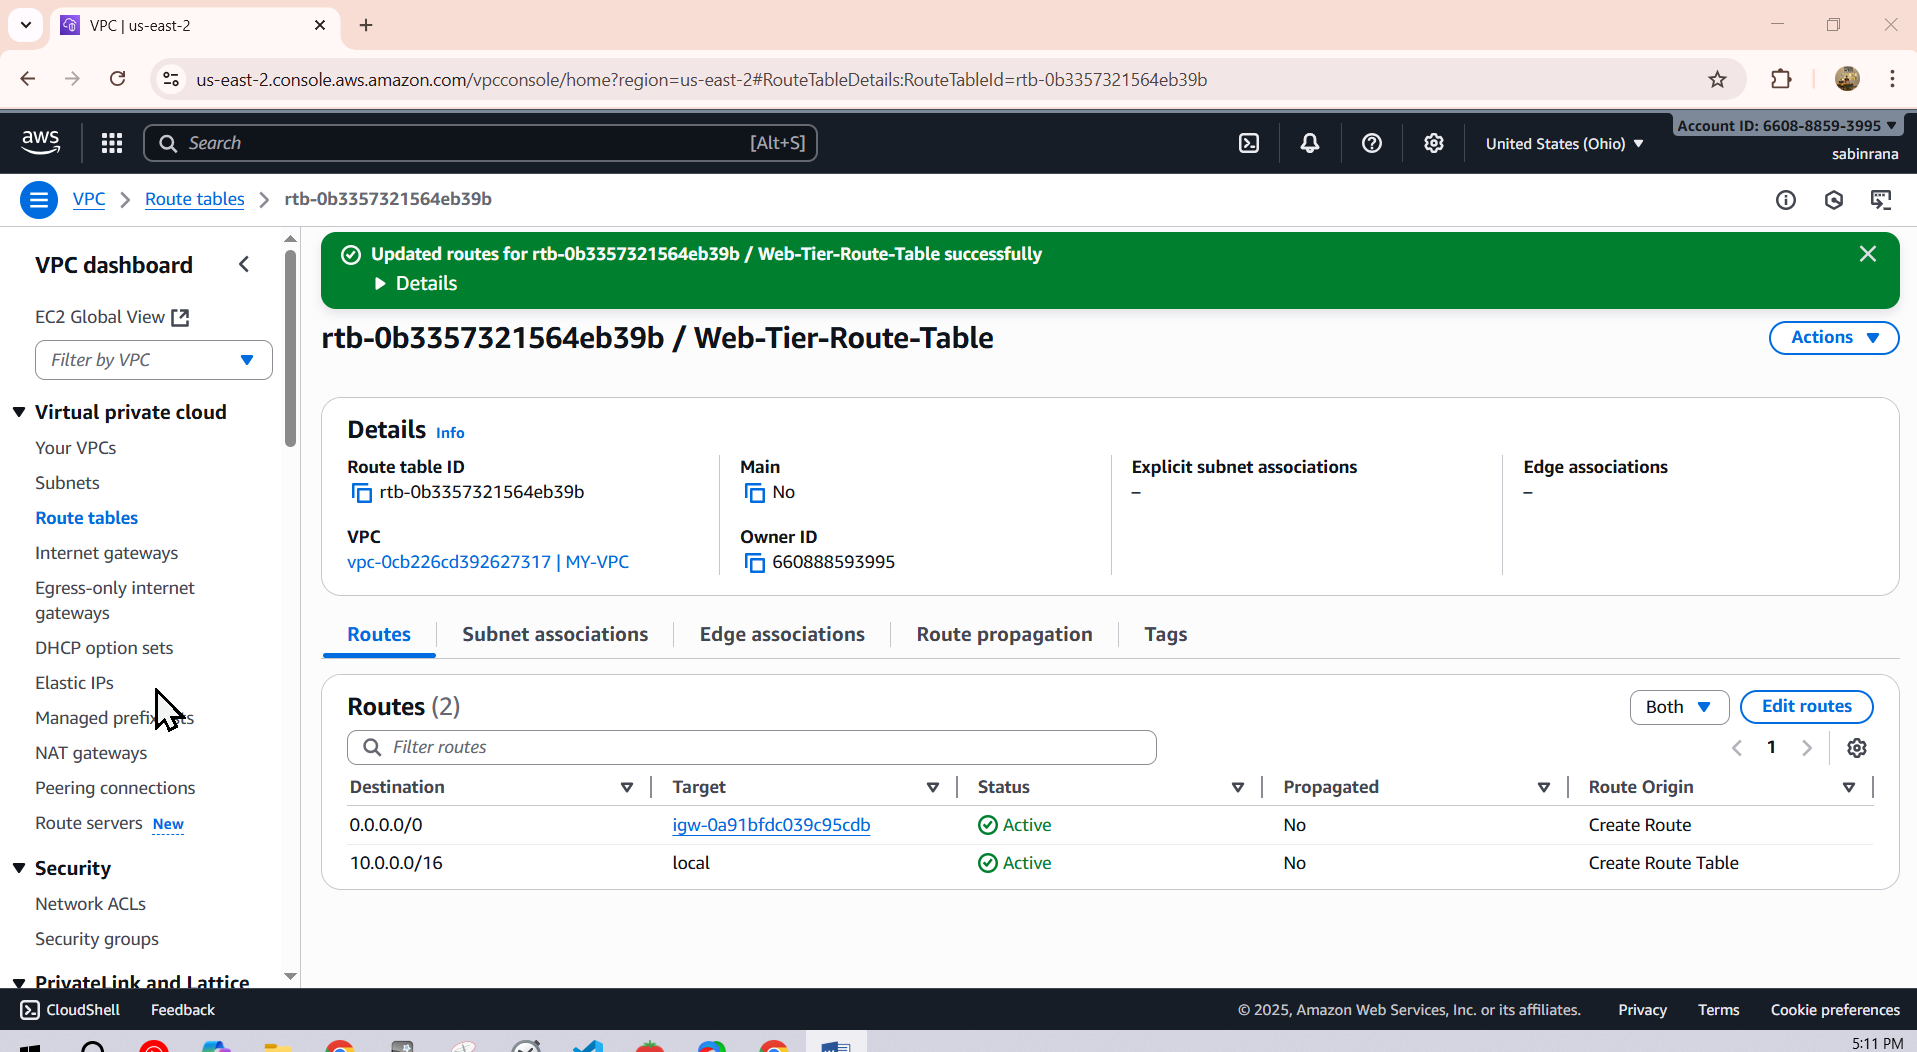 VPC | us-east-2
us-east-2.console.aws.amazon.com/vpcconsole/home?region=us-east-2#RouteTableDetails:RouteTableId=rtb-0b3357321564eb39b
aws
Search
[Alt+S]
United States (Ohio)
Account ID: 6608-8859-3995
sabinrana
VPC
Route tables
rtb-0b3357321564eb39b
VPC dashboard
EC2 Global View
Filter by VPC
Virtual private cloud
Your VPCs
Subnets
Route tables
Internet gateways
Egress-only internet
gateways
DHCP option sets
Elastic IPs
Managed
NAT gateways
Peering connections
Route servers New
Security
Network ACLs
Security groups
PrivateLink and Lattice
Updated routes for rtb-0b3357321564eb39b / Web-Tier-Route-Table successfully
Details
rtb-0b3357321564eb39b / Web-Tier-Route-Table
Actions
Details Info
Route table ID
rtb-0b3357321564eb39b
Main
No
Explicit subnet associations
–
Edge associations
–
VPC
vpc-0cb226cd392627317 | MY-VPC
Owner ID
660888593995
Routes
Subnet associations
Edge associations
Route propagation
Tags
Routes (2)
Both
Edit routes
Filter routes
1
Destination Target Status Propagated Route Origin
0.0.0.0/0 igw-0a91bfdc039c95cdb Active No Create Route
10.0.0.0/16 local Active No Create Route Table
CloudShell Feedback
© 2025, Amazon Web Services, Inc. or its affiliates. Privacy Terms Cookie preferences
5:11 PM